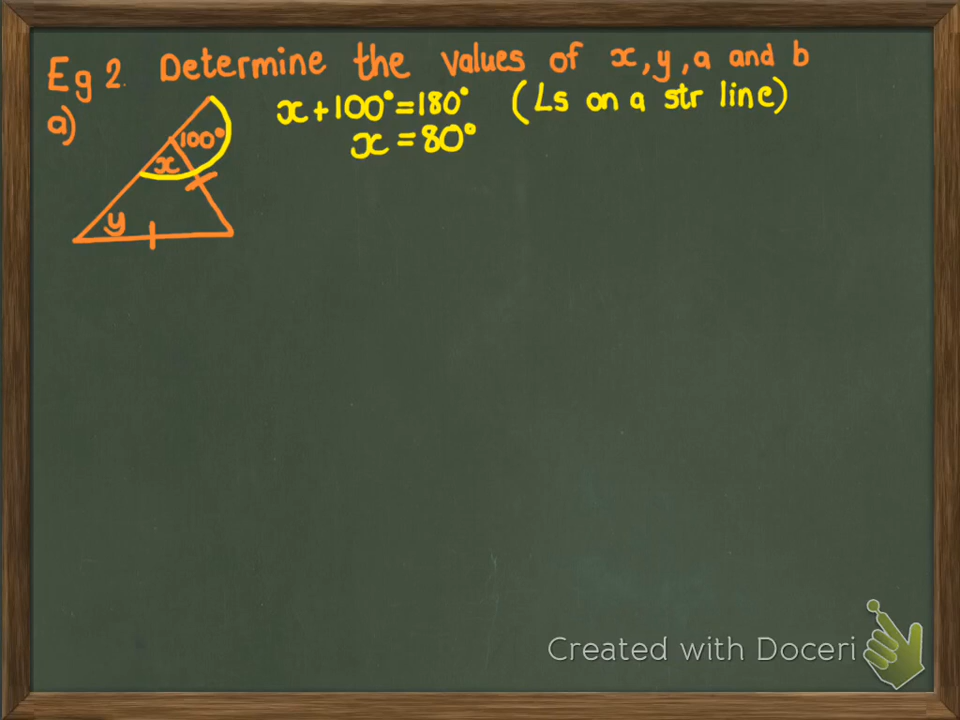 Eg 2. Determine the values of x, y, a and b
a)
x + 100° = 180° (∠s on a str line)
x = 80°
100°
x
y
Created with Doceri